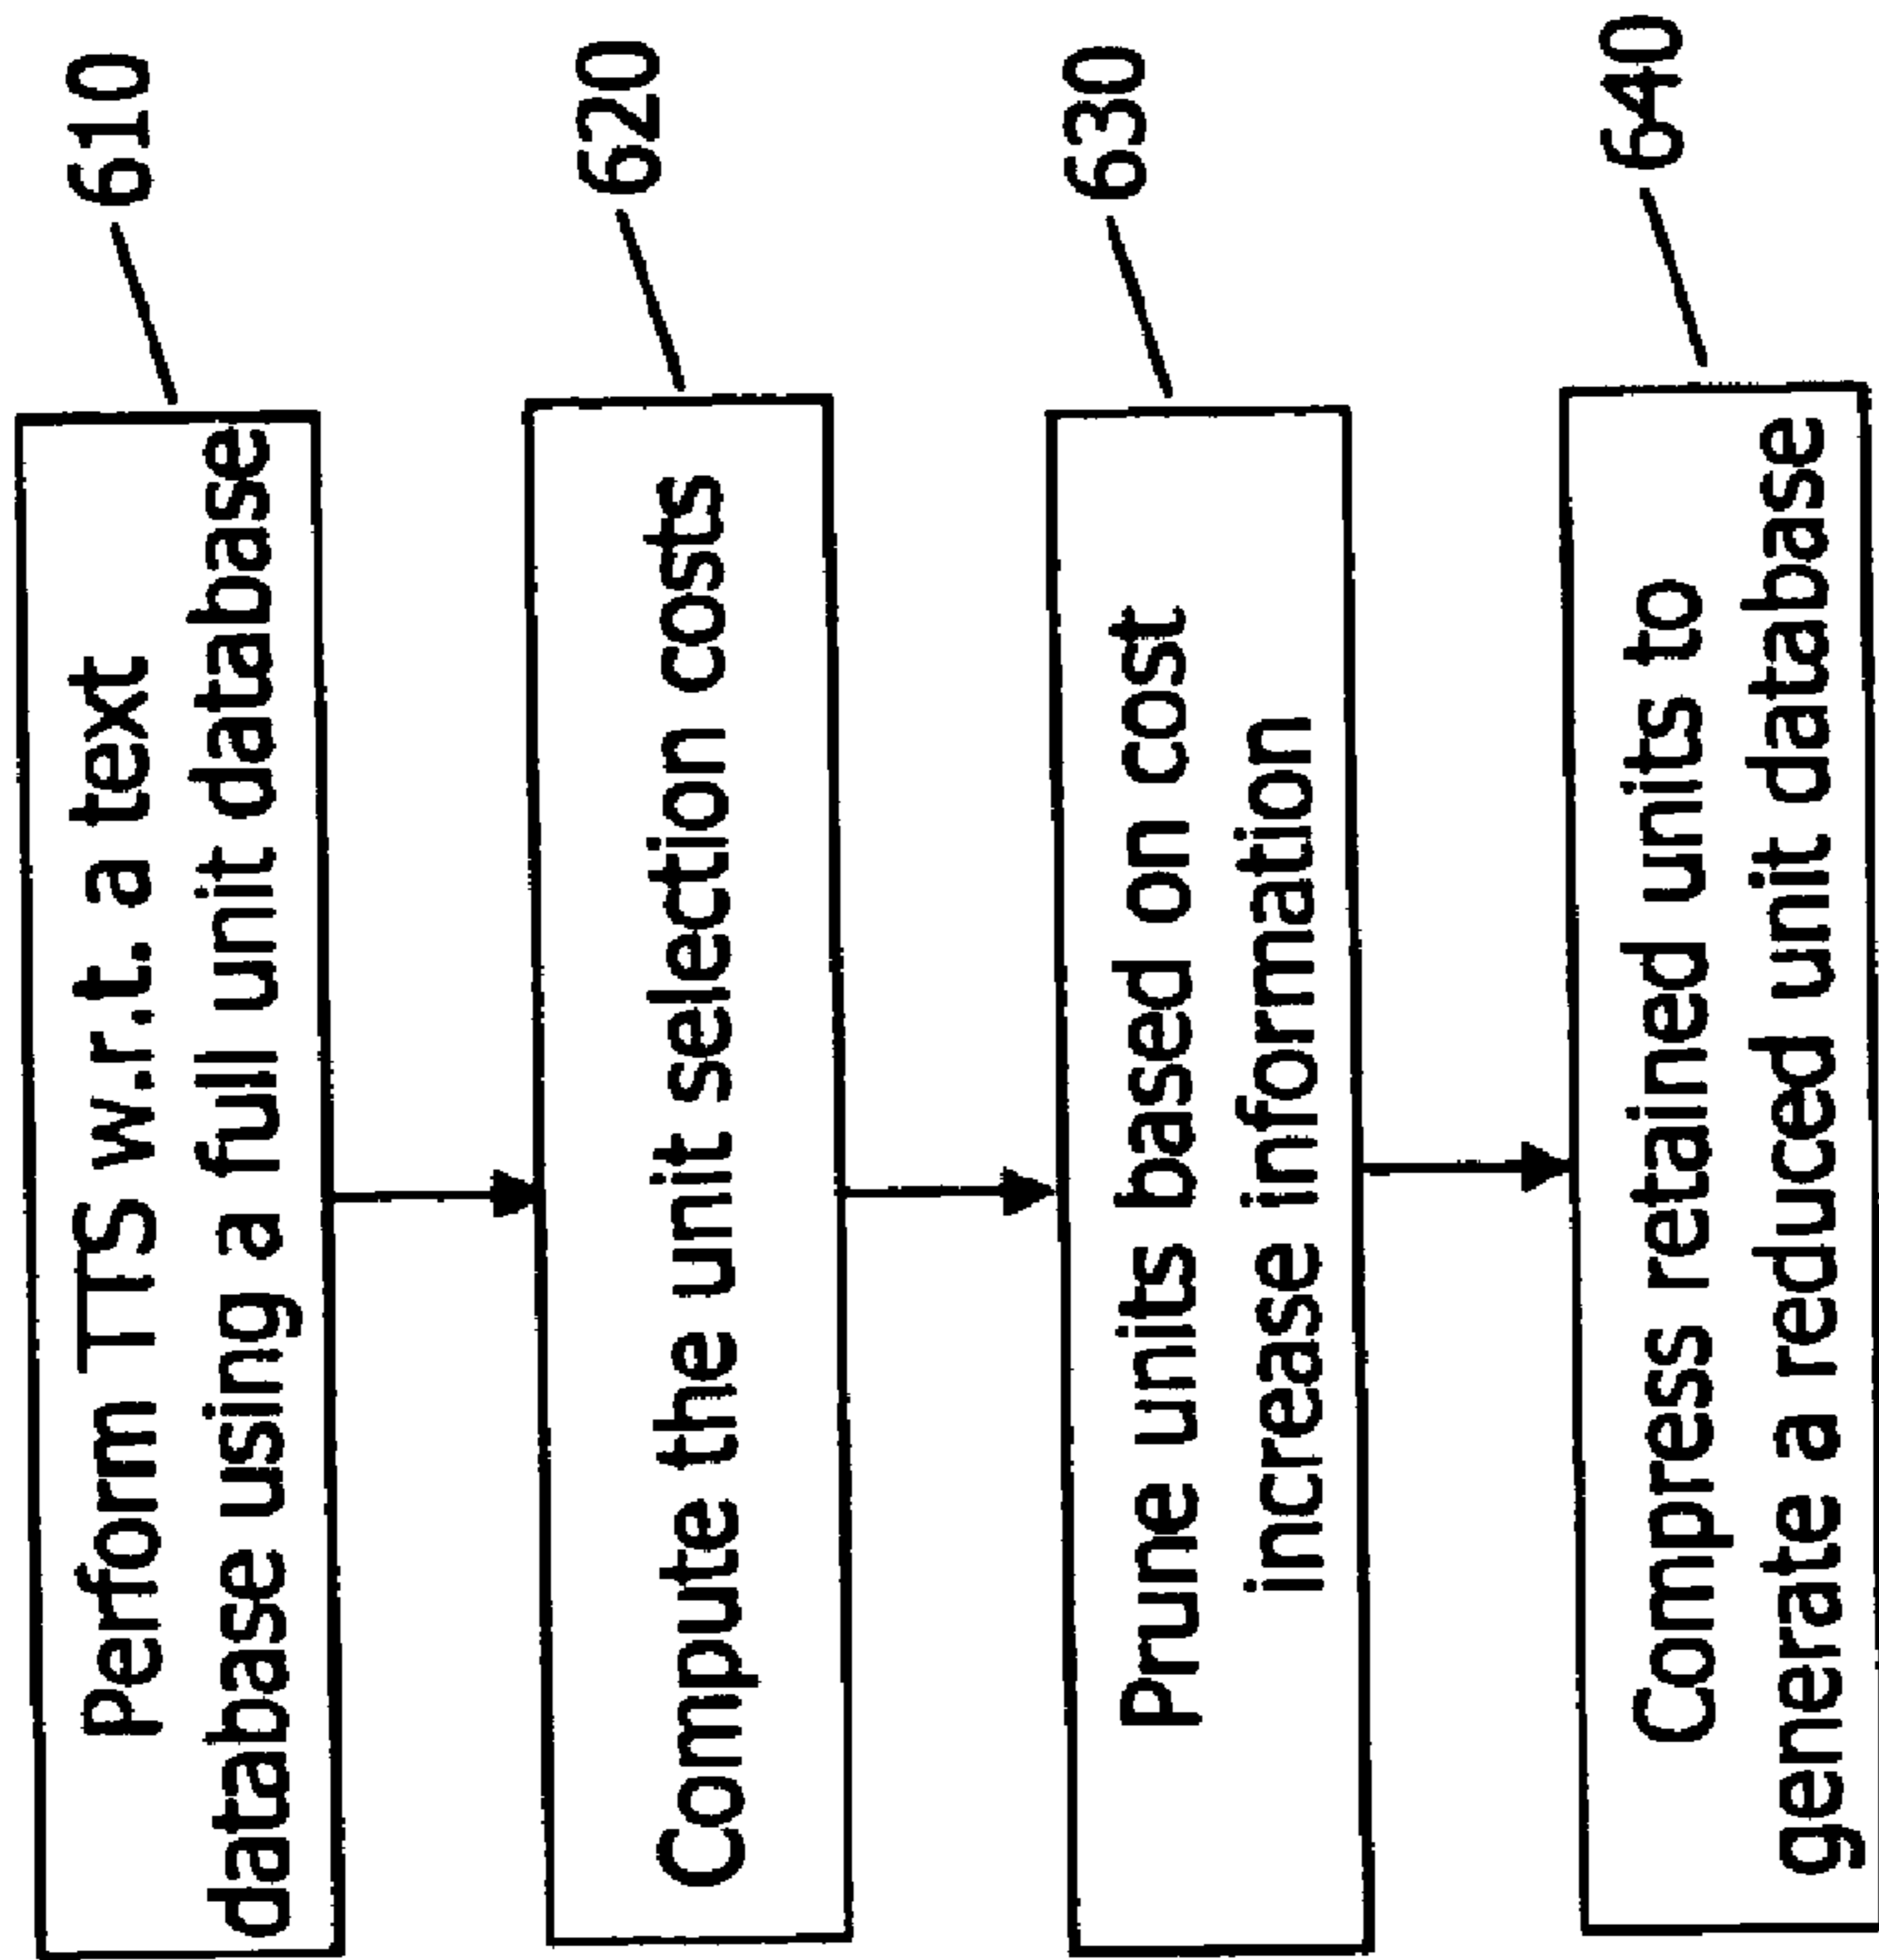 Perform TTS w.r.t. a text
database using a full unit database
610
Compute the unit selection costs
620
Prune units based on cost
increase information
630
Compress retained units to
generate a reduced unit database
640